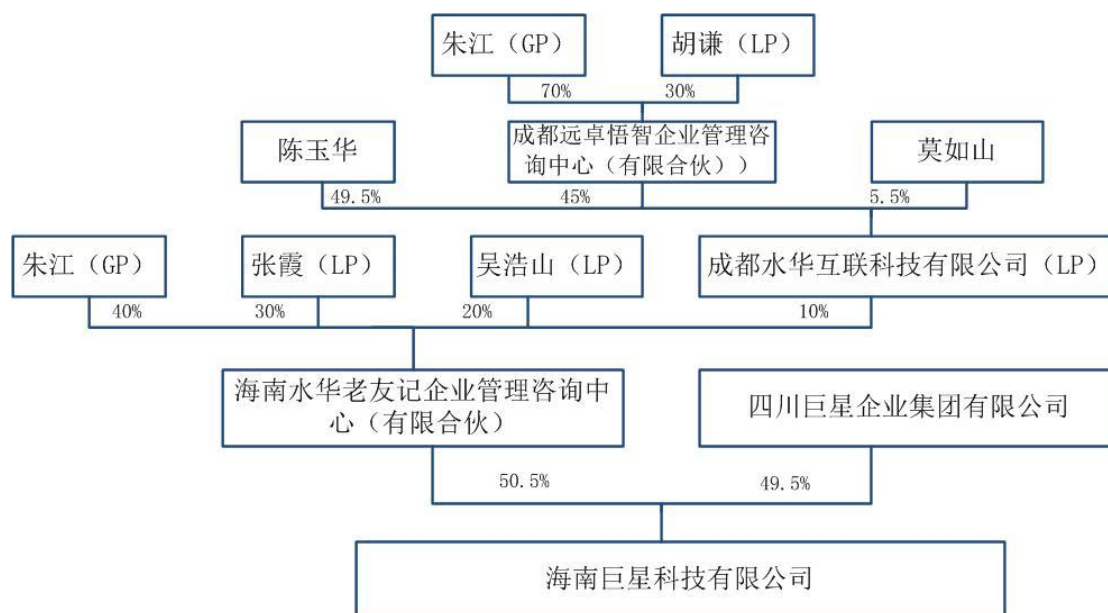 朱江（GP）
胡谦（LP）
70%
30%
陈玉华
成都远卓悟智企业管理咨
询中心（有限合伙））
莫如山
49.5%
45%
5.5%
朱江（GP）
张霞（LP）
吴浩山（LP）
成都水华互联科技有限公司（LP）
40%
30%
20%
10%
海南水华老友记企业管理咨询中
心（有限合伙）
四川巨星企业集团有限公司
50.5%
49.5%
海南巨星科技有限公司